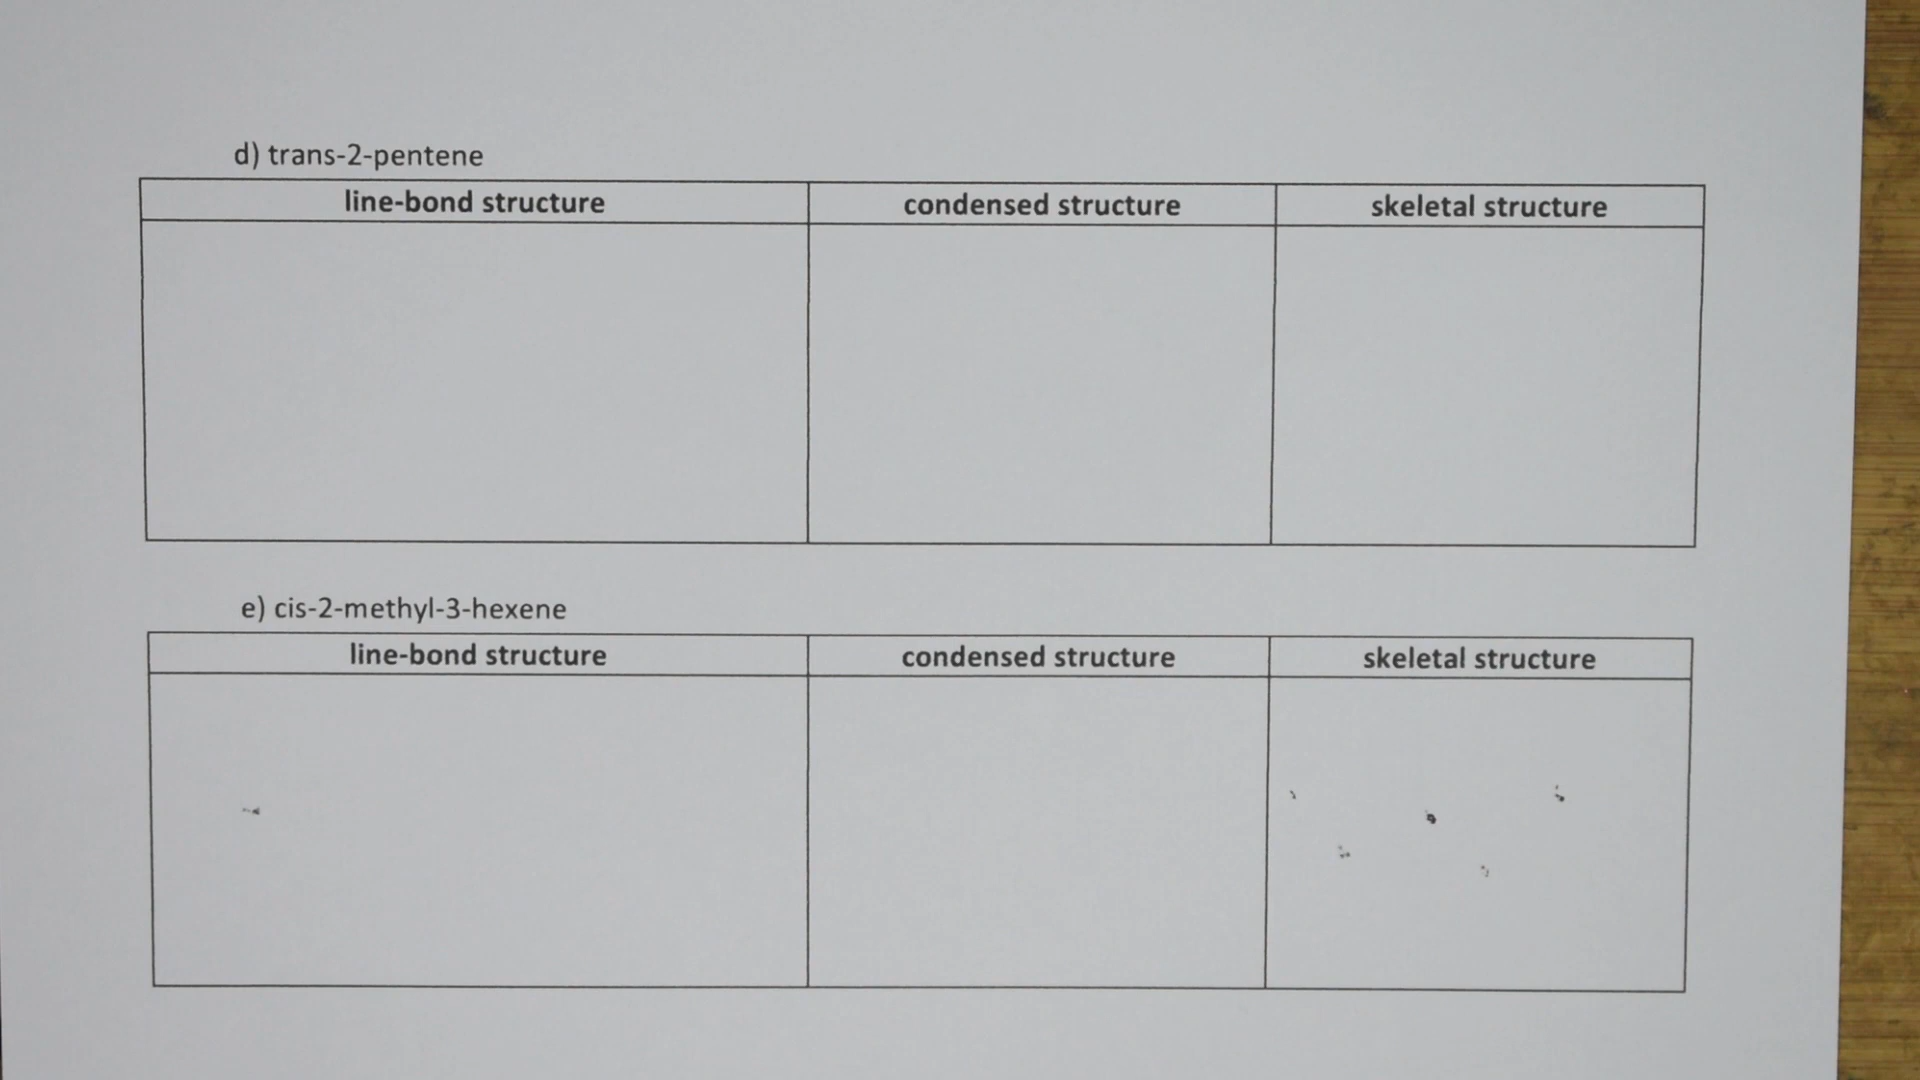 d) trans-2-pentene
line-bond structure condensed structure skeletal structure
e) cis-2-methyl-3-hexene
line-bond structure condensed structure skeletal structure